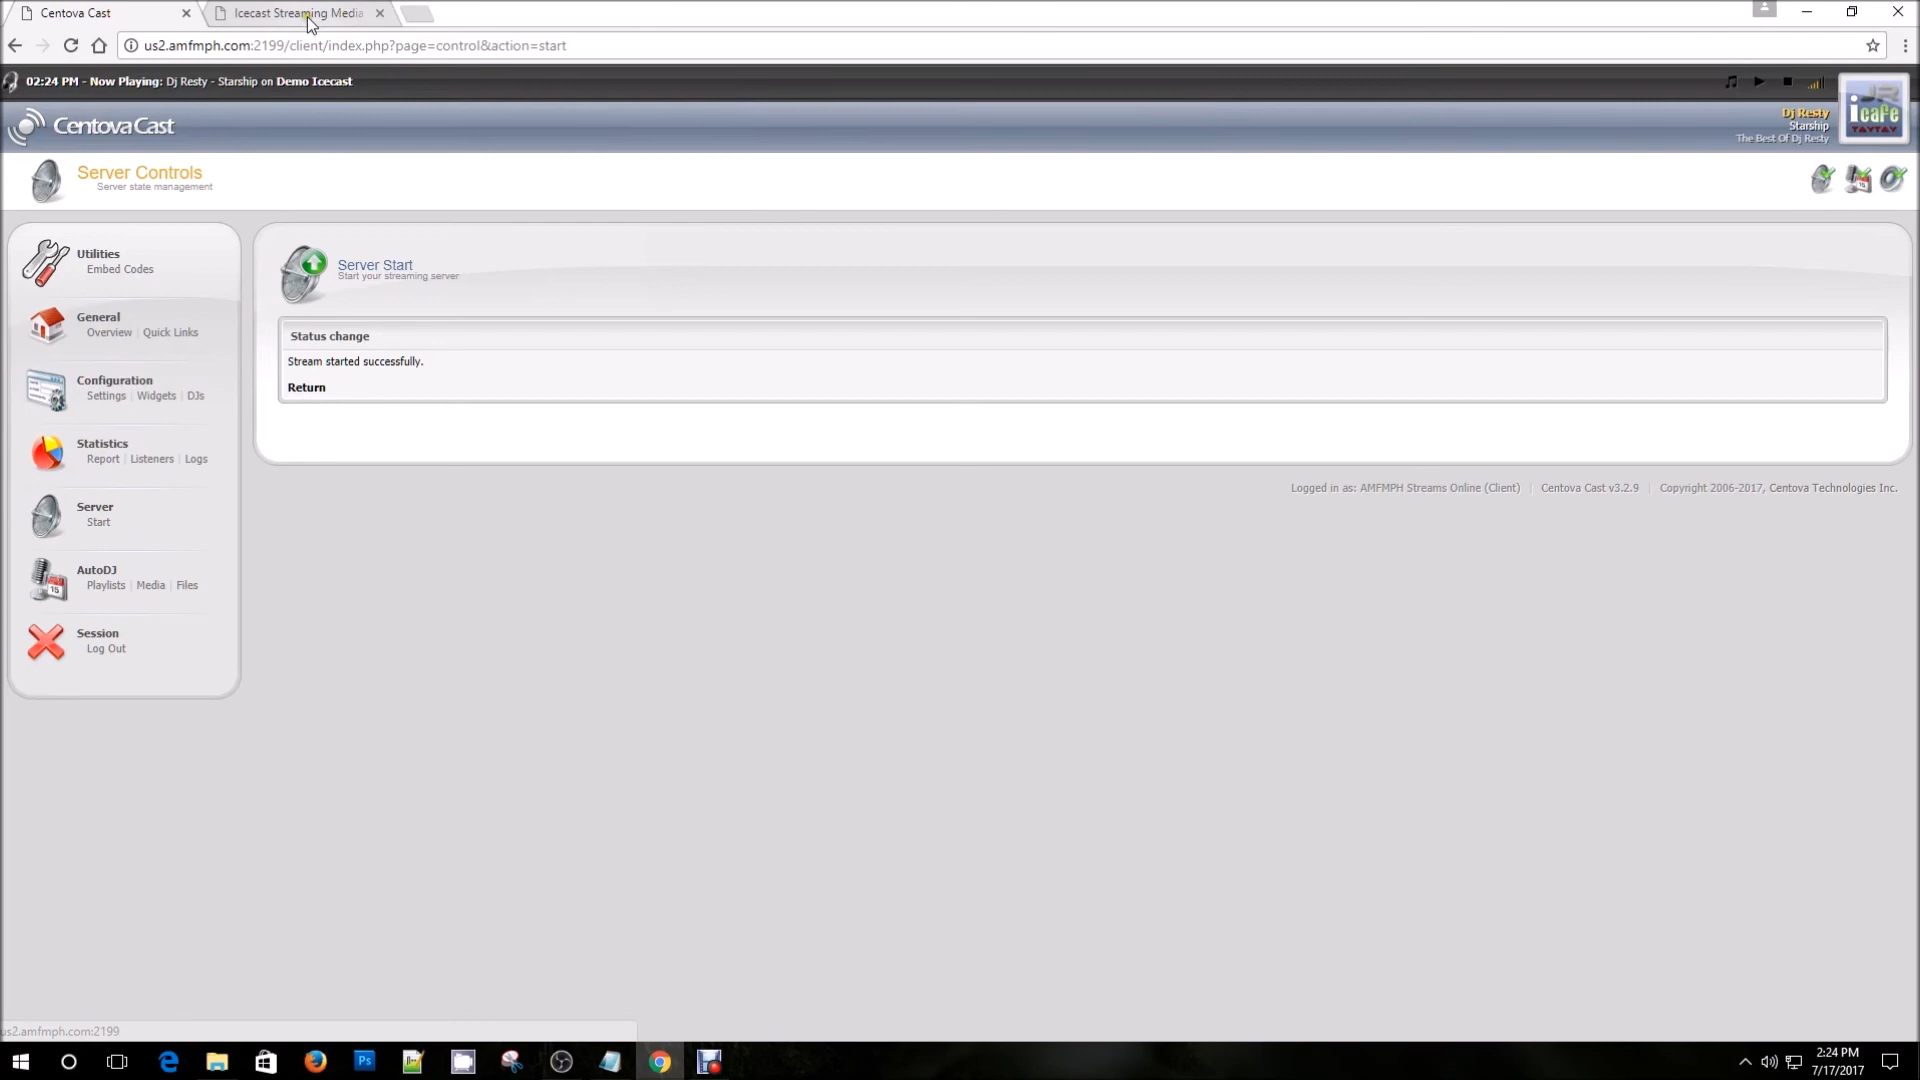 Centova Cast
Icecast Streaming Media
us2.amfmph.com:2199/client/index.php?page=control&action=start
02:24 PM - Now Playing: Dj Resty - Starship on Demo Icecast
CentovaCast
Dj Resty
Starship
The Best Of Dj Resty
JR
icafe
TAYTAY
Server Controls
Server state management
Utilities
Embed Codes
General
Overview | Quick Links
Configuration
Settings | Widgets | DJs
Statistics
Report | Listeners | Logs
Server
Start
AutoDJ
Playlists | Media | Files
Session
Log Out
Server Start
Start your streaming server
Status change
Stream started successfully.
Return
Logged in as: AMFMPH Streams Online (Client) | Centova Cast v3.2.9 | Copyright 2006-2017, Centova Technologies Inc.
us2.amfmph.com:2199
Ps
2:24 PM
7/17/2017